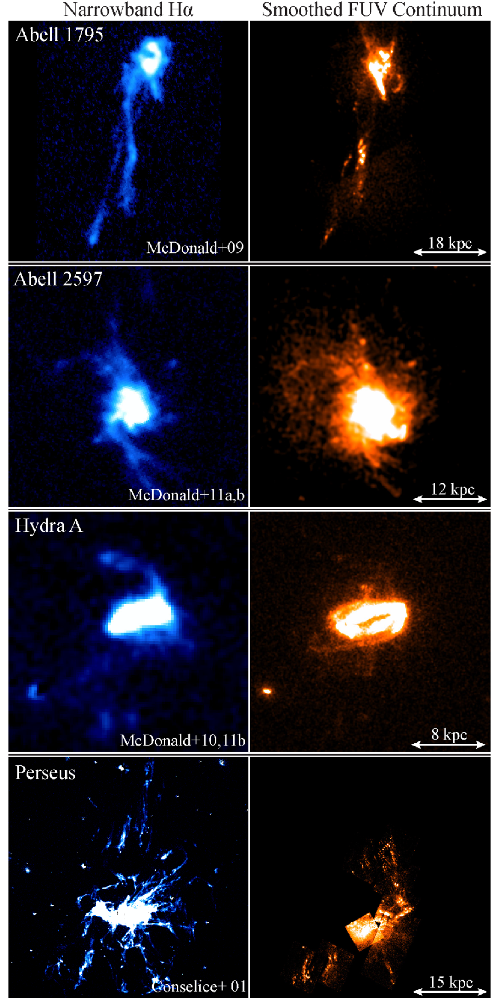 Narrowband Hα
Smoothed FUV Continuum
Abell 1795
McDonald+09
18 kpc
Abell 2597
McDonald+11a,b
12 kpc
Hydra A
McDonald+10,11b
8 kpc
Perseus
Conselice+ 01
15 kpc